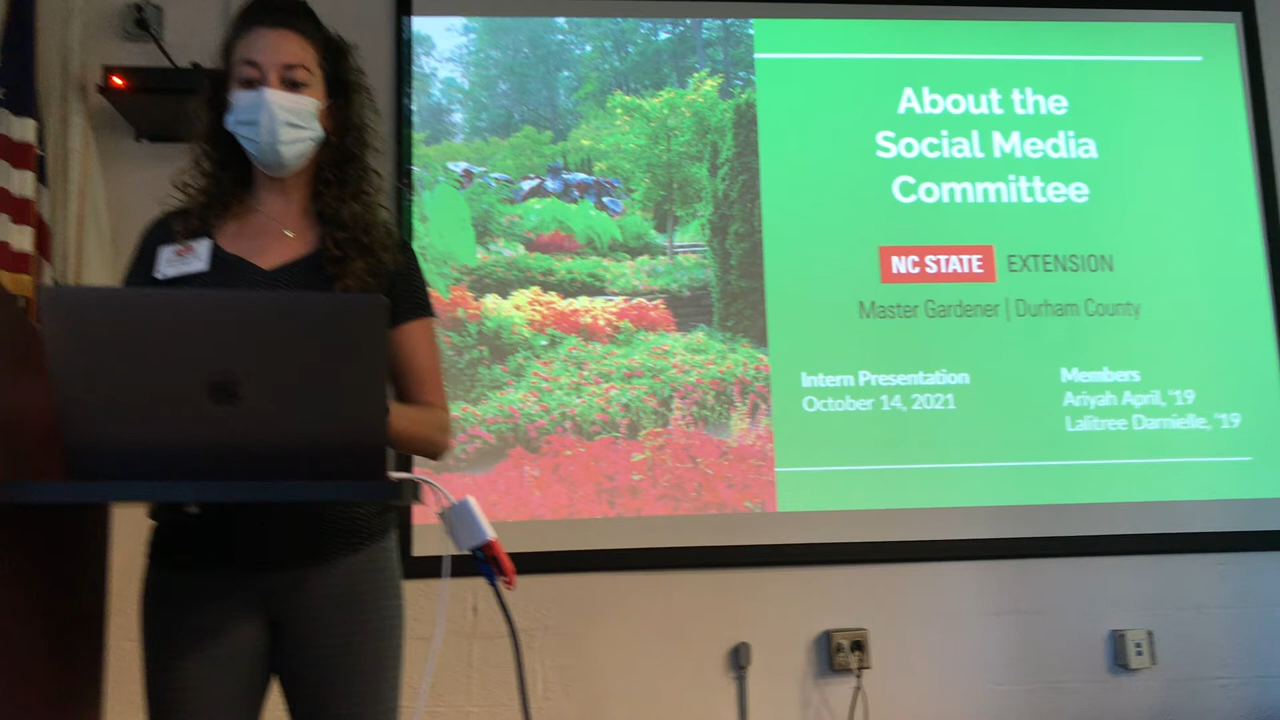 About the
Social Media
Committee
NC STATE EXTENSION
Master Gardener | Durham County
Intern Presentation
October 14, 2021
Members
Ariyah April, '19
Lalitree Darnielle, '19